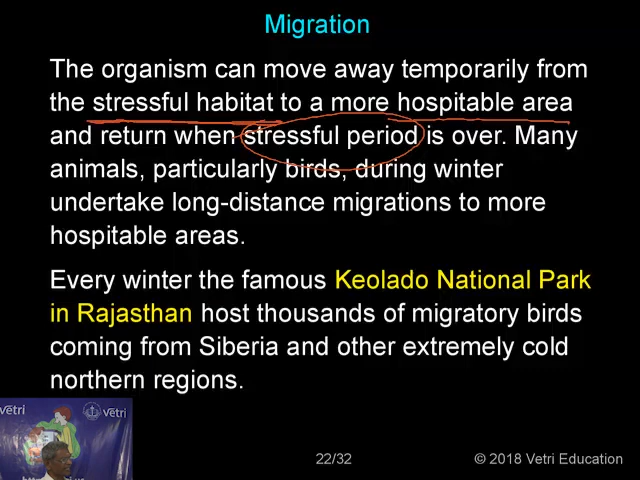 Migration
The organism can move away temporarily from
the stressful habitat to a more hospitable area
and return when stressful period is over. Many
animals, particularly birds, during winter
undertake long-distance migrations to more
hospitable areas.
Every winter the famous Keolado National Park
in Rajasthan host thousands of migratory birds
coming from Siberia and other extremely cold
northern regions.
Vetri
Vetri
22/32
© 2018 Vetri Education